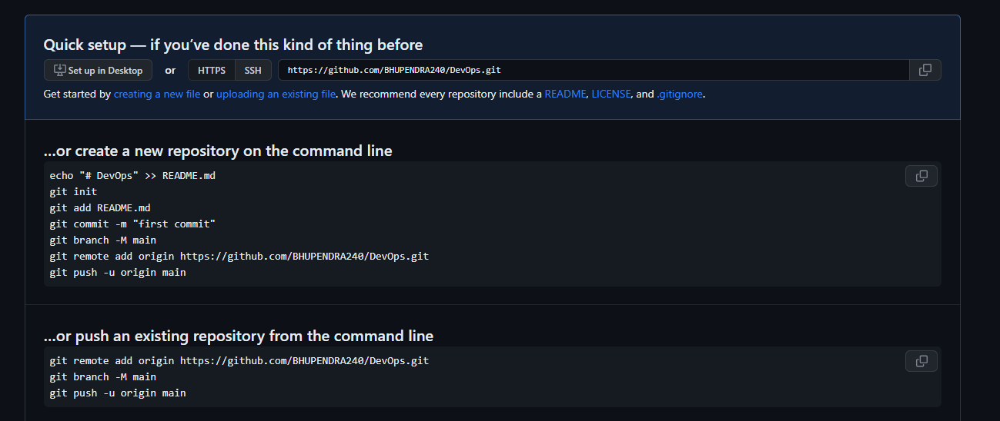 Quick setup — if you’ve done this kind of thing before
Set up in Desktop or HTTPS SSH https://github.com/BHUPENDRA240/DevOps.git
Get started by creating a new file or uploading an existing file. We recommend every repository include a README, LICENSE, and .gitignore.
…or create a new repository on the command line
echo "# DevOps" >> README.md
git init
git add README.md
git commit -m "first commit"
git branch -M main
git remote add origin https://github.com/BHUPENDRA240/DevOps.git
git push -u origin main
…or push an existing repository from the command line
git remote add origin https://github.com/BHUPENDRA240/DevOps.git
git branch -M main
git push -u origin main